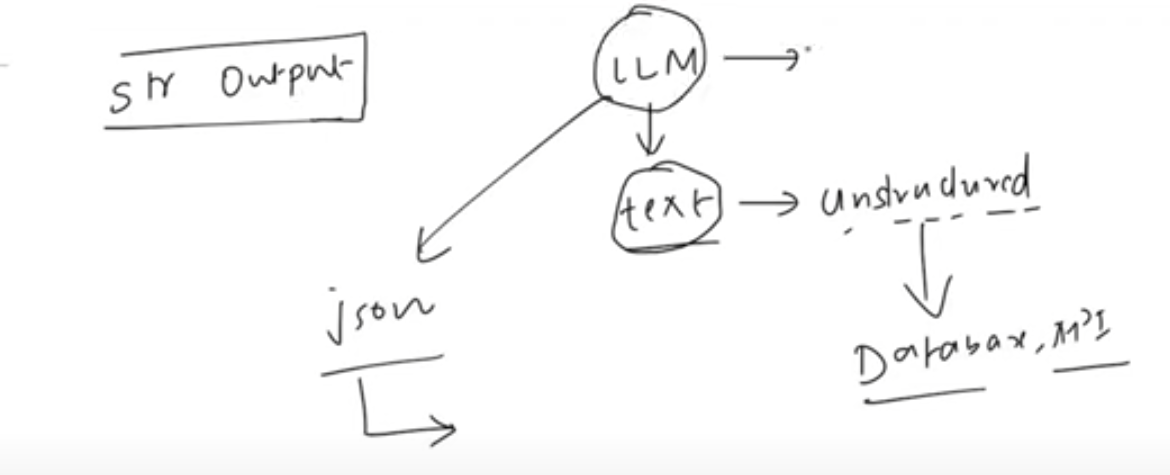 str Output
LLM
text
unstructured
json
Database, API